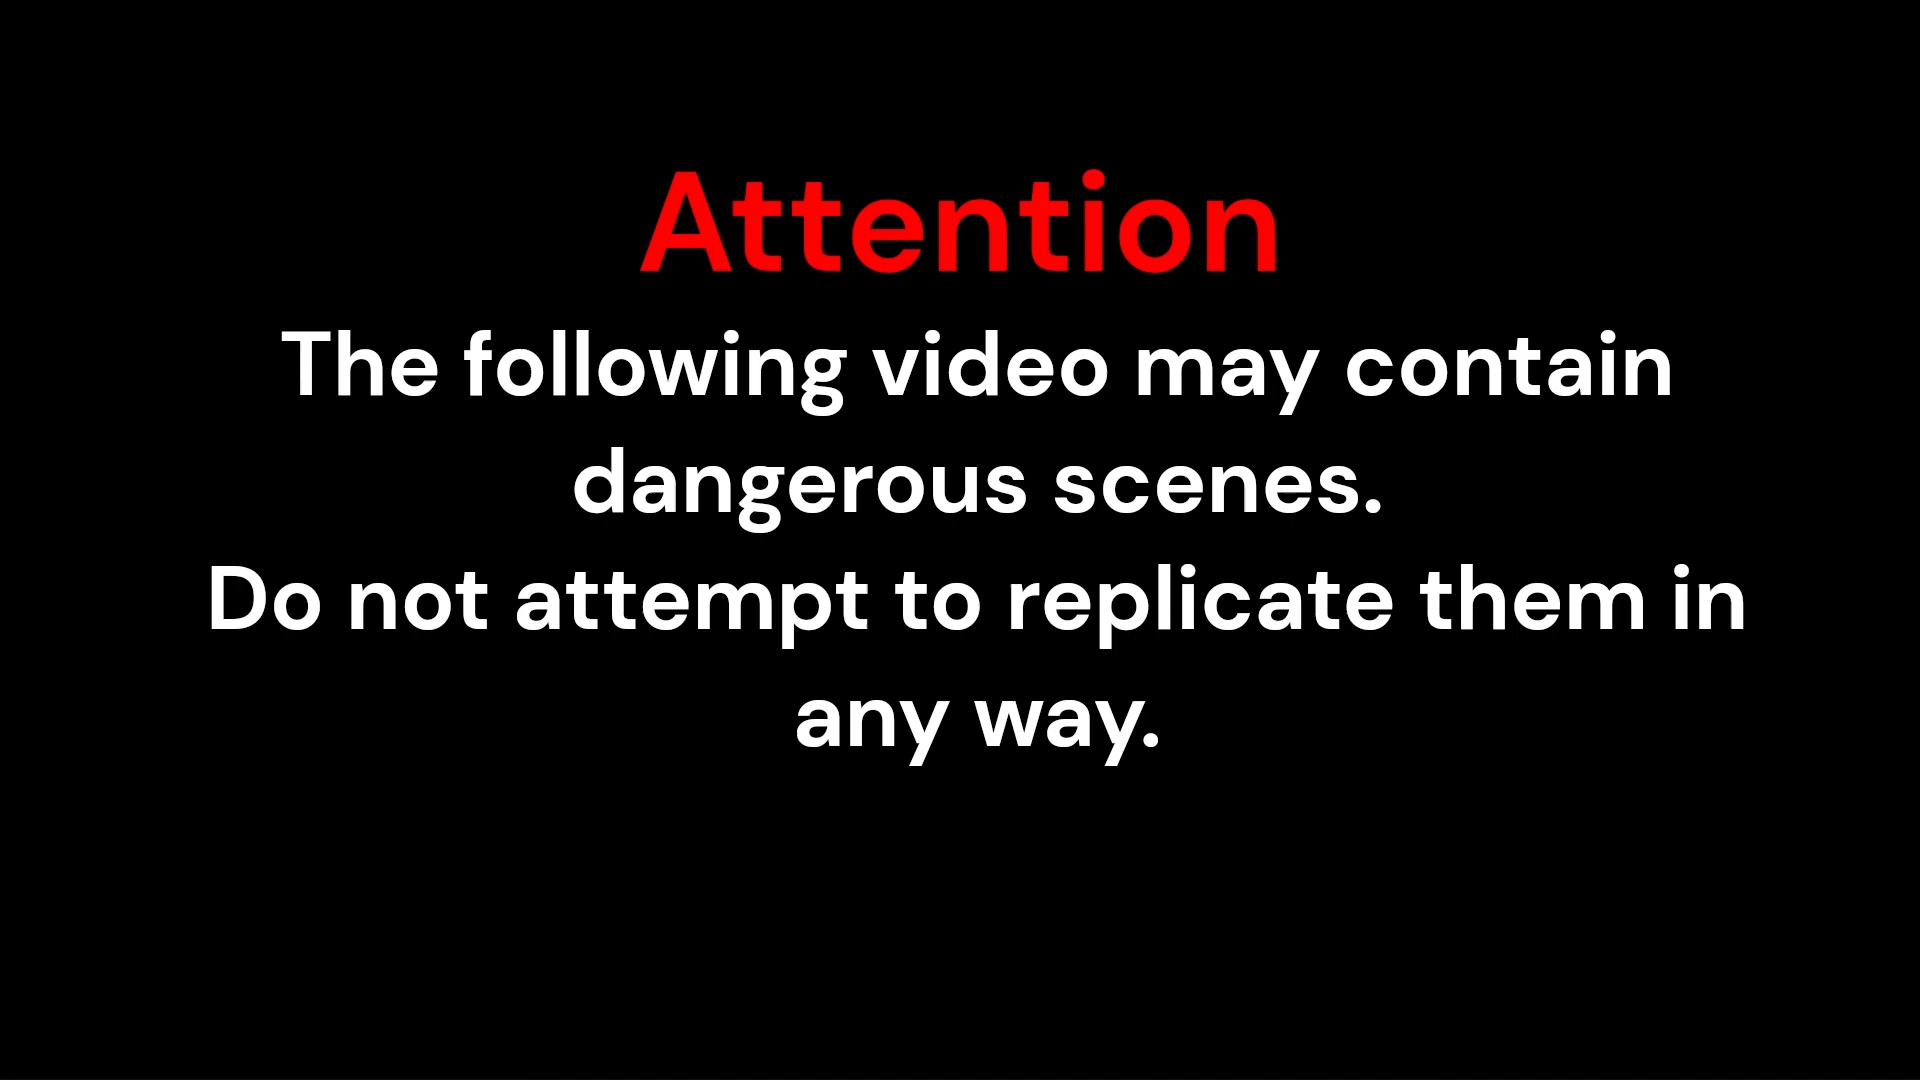 Attention
The following video may contain
dangerous scenes.
Do not attempt to replicate them in
any way.